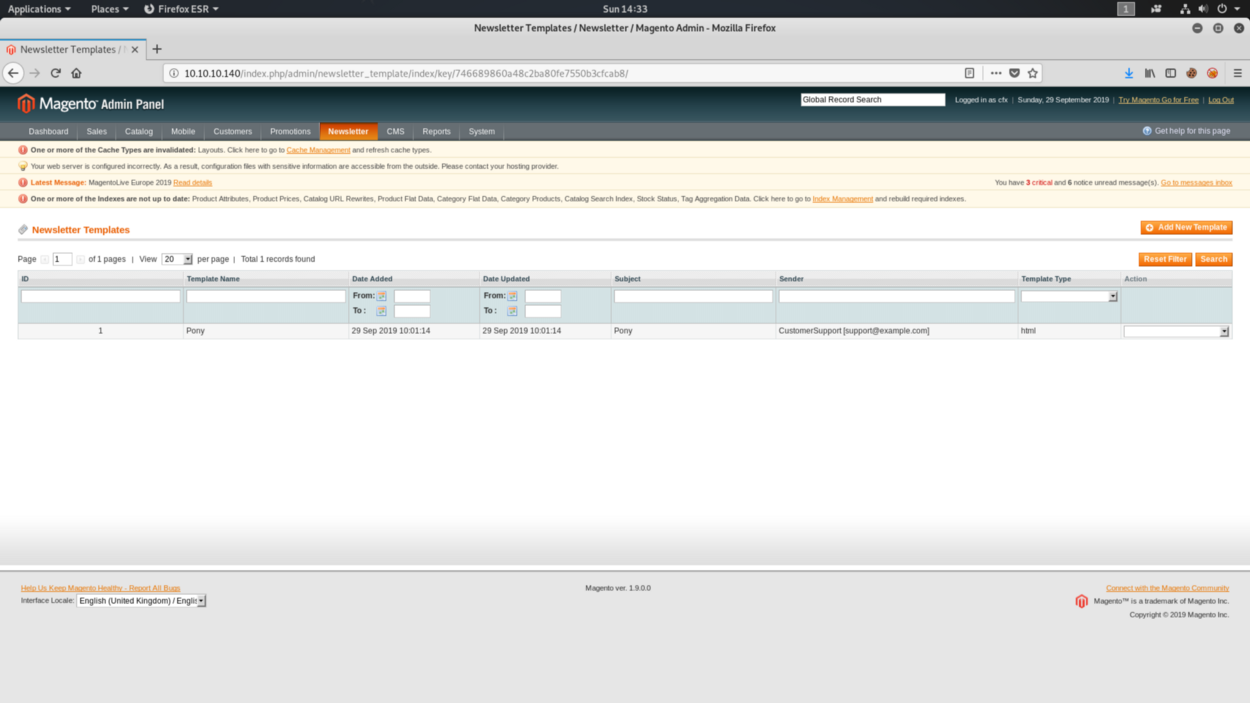 Applications Places Firefox ESR Sun 14:33 1
Newsletter Templates / Newsletter / Magento Admin - Mozilla Firefox
Newsletter Templates /
10.10.10.140/index.php/admin/newsletter_template/index/key/746689860a48c2ba80fe7550b3cfcab8/
Magento Admin Panel Global Record Search Logged in as cfx | Sunday, 29 September 2019 | Try Magento Go for Free | Log Out
Dashboard Sales Catalog Mobile Customers Promotions Newsletter CMS Reports System Get help for this page
One or more of the Cache Types are invalidated: Layouts. Click here to go to Cache Management and refresh cache types.
Your web server is configured incorrectly. As a result, configuration files with sensitive information are accessible from the outside. Please contact your hosting provider.
Latest Message: MagentoLive Europe 2019 Read details You have 3 critical and 6 notice unread message(s). Go to messages inbox
One or more of the Indexes are not up to date: Product Attributes, Product Prices, Catalog URL Rewrites, Product Flat Data, Category Flat Data, Category Products, Catalog Search Index, Stock Status, Tag Aggregation Data. Click here to go to Index Management and rebuild required indexes.
Newsletter Templates Add New Template
Page 1 of 1 pages | View 20 per page | Total 1 records found Reset Filter Search
ID Template Name Date Added Date Updated Subject Sender Template Type Action
From: From:
To : To :
1 Pony 29 Sep 2019 10:01:14 29 Sep 2019 10:01:14 Pony CustomerSupport [support@example.com] html
Help Us Keep Magento Healthy - Report All Bugs Magento ver. 1.9.0.0 Connect with the Magento Community
Interface Locale: English (United Kingdom) / Englis Magento™ is a trademark of Magento Inc.
Copyright © 2019 Magento Inc.